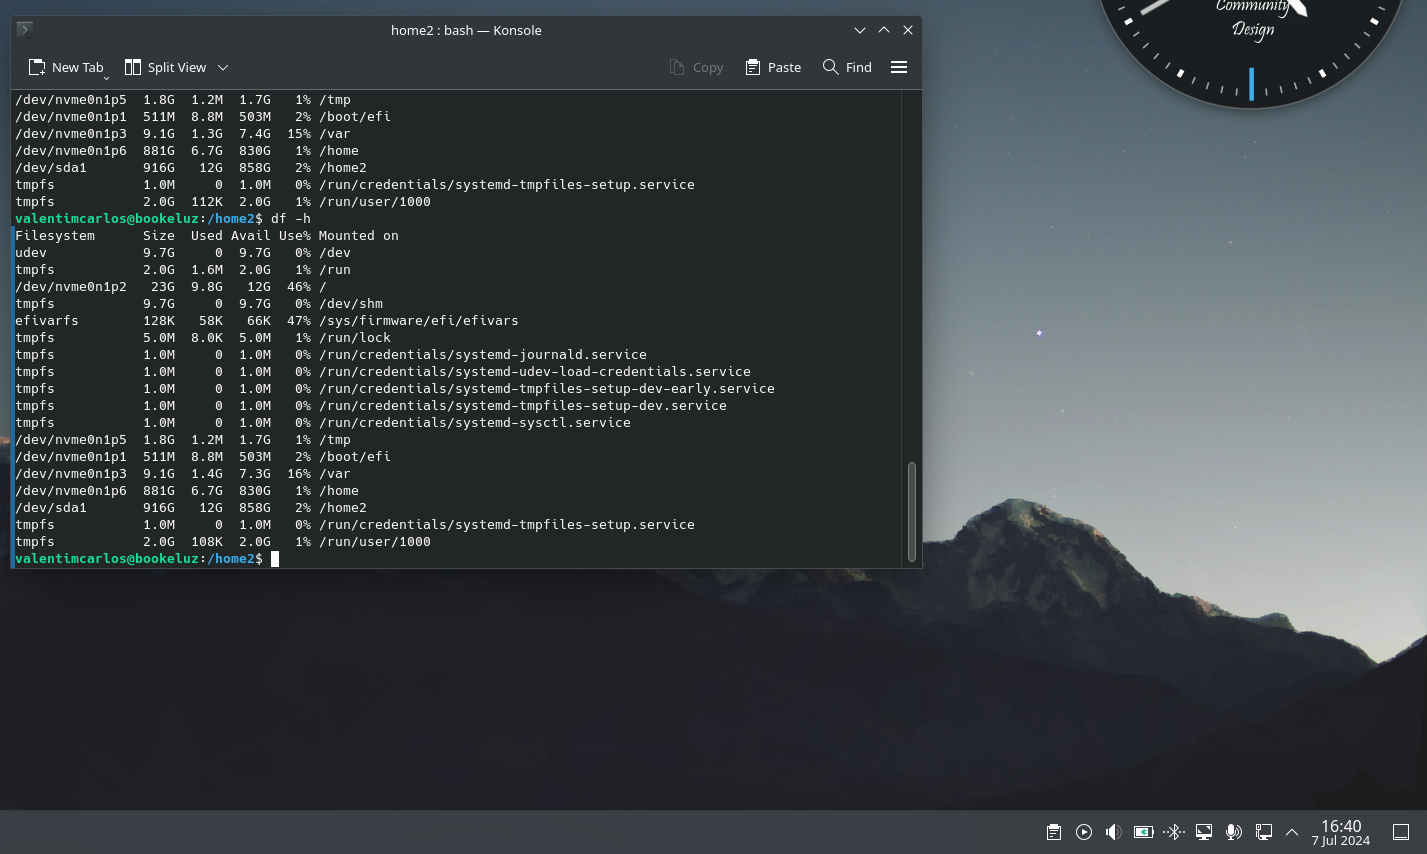 home2 : bash — Konsole
New Tab Split View Copy Paste Find
/dev/nvme0n1p5  1.8G  1.2M  1.7G   1% /tmp
/dev/nvme0n1p1  511M  8.8M  503M   2% /boot/efi
/dev/nvme0n1p3  9.1G  1.3G  7.4G  15% /var
/dev/nvme0n1p6  881G  6.7G  830G   1% /home
/dev/sda1       916G   12G  858G   2% /home2
tmpfs           1.0M     0  1.0M   0% /run/credentials/systemd-tmpfiles-setup.service
tmpfs           2.0G  112K  2.0G   1% /run/user/1000
valentimcarlos@bookeluz:/home2$ df -h
Filesystem      Size  Used Avail Use% Mounted on
udev            9.7G     0  9.7G   0% /dev
tmpfs           2.0G  1.6M  2.0G   1% /run
/dev/nvme0n1p2   23G  9.8G   12G  46% /
tmpfs           9.7G     0  9.7G   0% /dev/shm
efivarfs        128K   58K   66K  47% /sys/firmware/efi/efivars
tmpfs           5.0M  8.0K  5.0M   1% /run/lock
tmpfs           1.0M     0  1.0M   0% /run/credentials/systemd-journald.service
tmpfs           1.0M     0  1.0M   0% /run/credentials/systemd-udev-load-credentials.service
tmpfs           1.0M     0  1.0M   0% /run/credentials/systemd-tmpfiles-setup-dev-early.service
tmpfs           1.0M     0  1.0M   0% /run/credentials/systemd-tmpfiles-setup-dev.service
tmpfs           1.0M     0  1.0M   0% /run/credentials/systemd-sysctl.service
/dev/nvme0n1p5  1.8G  1.2M  1.7G   1% /tmp
/dev/nvme0n1p1  511M  8.8M  503M   2% /boot/efi
/dev/nvme0n1p3  9.1G  1.4G  7.3G  16% /var
/dev/nvme0n1p6  881G  6.7G  830G   1% /home
/dev/sda1       916G   12G  858G   2% /home2
tmpfs           1.0M     0  1.0M   0% /run/credentials/systemd-tmpfiles-setup.service
tmpfs           2.0G  108K  2.0G   1% /run/user/1000
valentimcarlos@bookeluz:/home2$
Community
Design
16:40
7 Jul 2024